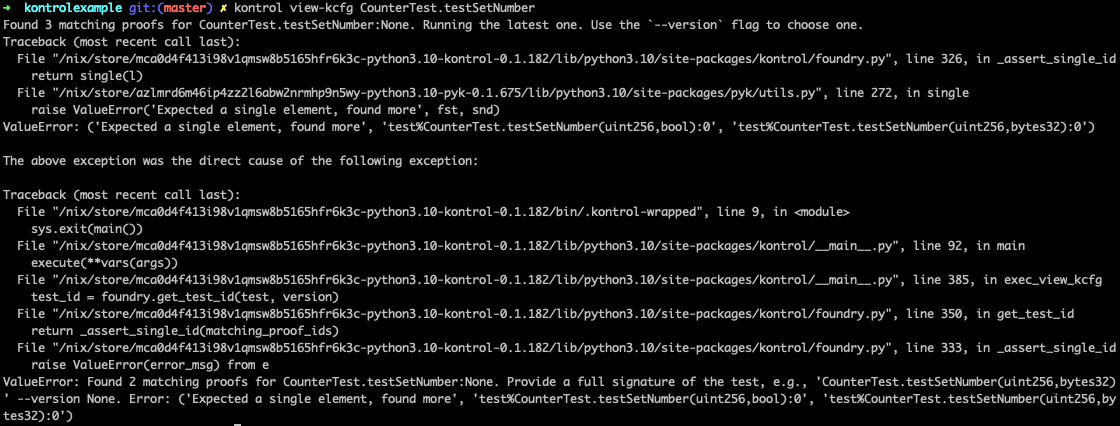 ➜  kontrolexample git:(master) ✗ kontrol view-kcfg CounterTest.testSetNumber
Found 3 matching proofs for CounterTest.testSetNumber:None. Running the latest one. Use the `--version` flag to choose one.
Traceback (most recent call last):
  File "/nix/store/mca0d4f413i98v1qmsw8b5165hfr6k3c-python3.10-kontrol-0.1.182/lib/python3.10/site-packages/kontrol/foundry.py", line 326, in _assert_single_id
    return single(l)
  File "/nix/store/azlmrd6m46ip4zz2l6abw2nrmhp9n5wy-python3.10-pyk-0.1.675/lib/python3.10/site-packages/pyk/utils.py", line 272, in single
    raise ValueError('Expected a single element, found more', fst, snd)
ValueError: ('Expected a single element, found more', 'test%CounterTest.testSetNumber(uint256,bool):0', 'test%CounterTest.testSetNumber(uint256,bytes32):0')

The above exception was the direct cause of the following exception:

Traceback (most recent call last):
  File "/nix/store/mca0d4f413i98v1qmsw8b5165hfr6k3c-python3.10-kontrol-0.1.182/bin/.kontrol-wrapped", line 9, in <module>
    sys.exit(main())
  File "/nix/store/mca0d4f413i98v1qmsw8b5165hfr6k3c-python3.10-kontrol-0.1.182/lib/python3.10/site-packages/kontrol/__main__.py", line 92, in main
    execute(**vars(args))
  File "/nix/store/mca0d4f413i98v1qmsw8b5165hfr6k3c-python3.10-kontrol-0.1.182/lib/python3.10/site-packages/kontrol/__main__.py", line 385, in exec_view_kcfg
    test_id = foundry.get_test_id(test, version)
  File "/nix/store/mca0d4f413i98v1qmsw8b5165hfr6k3c-python3.10-kontrol-0.1.182/lib/python3.10/site-packages/kontrol/foundry.py", line 350, in get_test_id
    return _assert_single_id(matching_proof_ids)
  File "/nix/store/mca0d4f413i98v1qmsw8b5165hfr6k3c-python3.10-kontrol-0.1.182/lib/python3.10/site-packages/kontrol/foundry.py", line 333, in _assert_single_id
    raise ValueError(error_msg) from e
ValueError: Found 2 matching proofs for CounterTest.testSetNumber:None. Provide a full signature of the test, e.g., 'CounterTest.testSetNumber(uint256,bytes32)
' --version None. Error: ('Expected a single element, found more', 'test%CounterTest.testSetNumber(uint256,bool):0', 'test%CounterTest.testSetNumber(uint256,by
tes32):0')